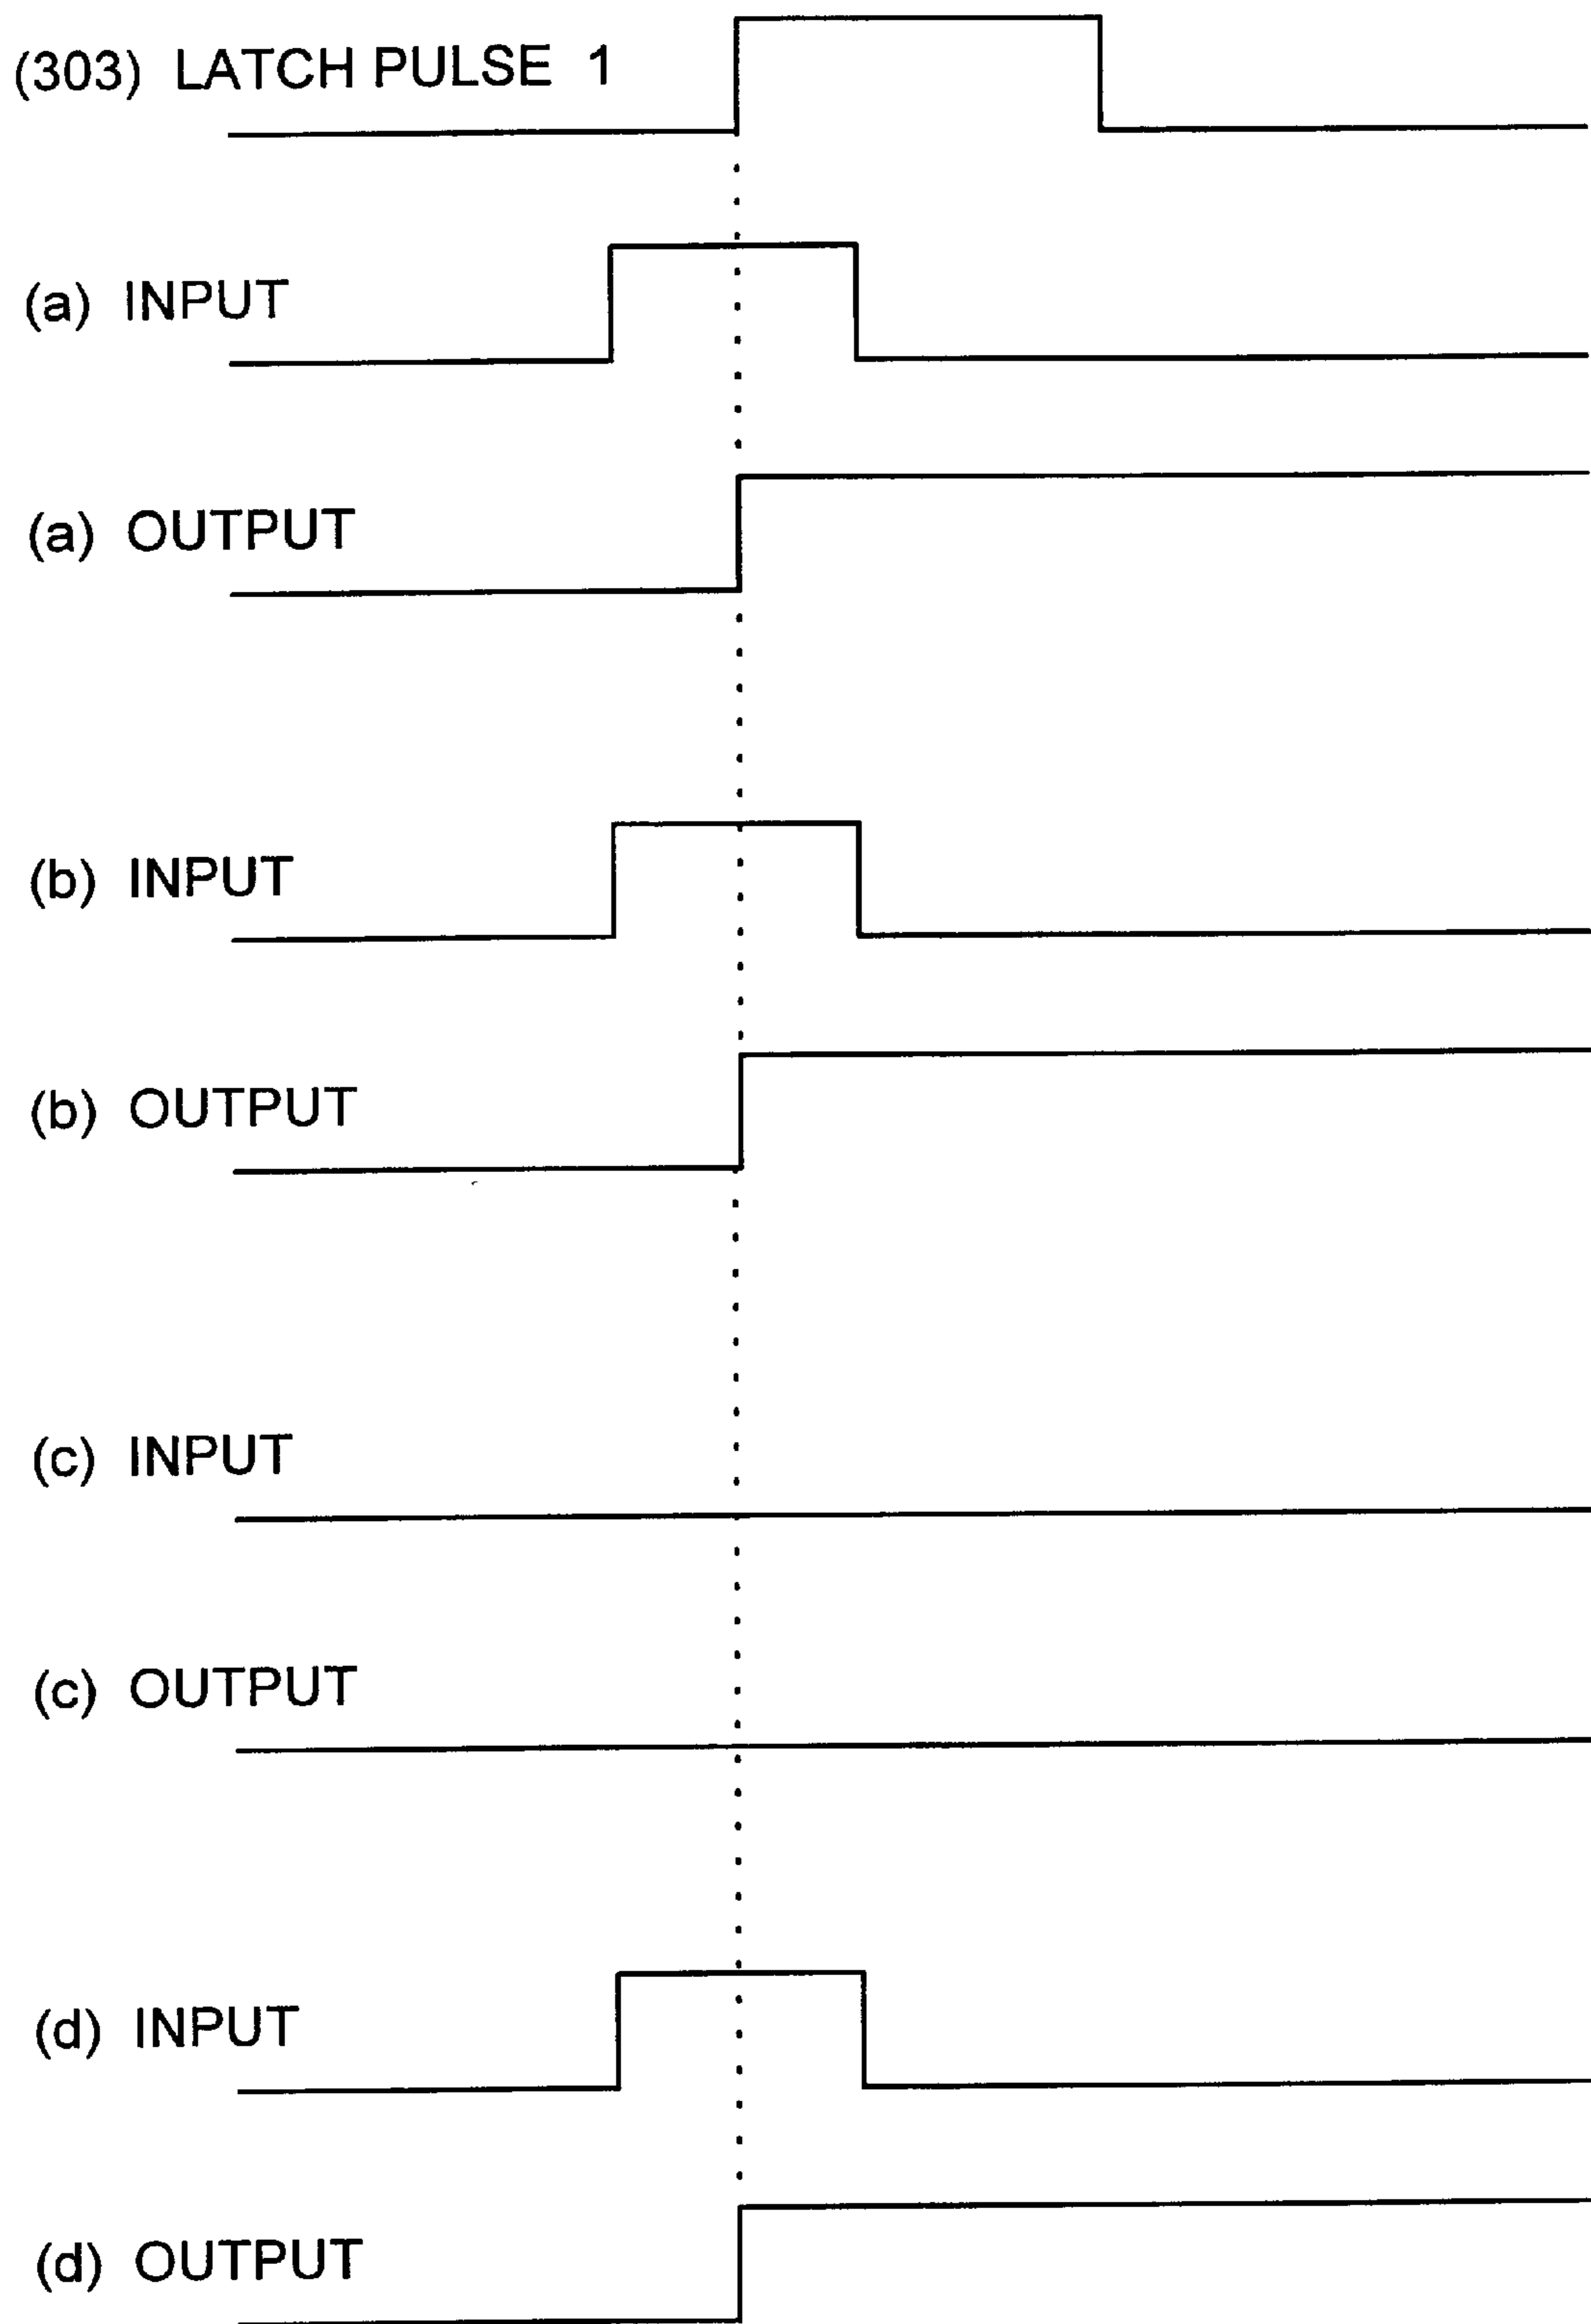 (303) LATCH PULSE 1
(a) INPUT
(a) OUTPUT
(b) INPUT
(b) OUTPUT
(c) INPUT
(c) OUTPUT
(d) INPUT
(d) OUTPUT